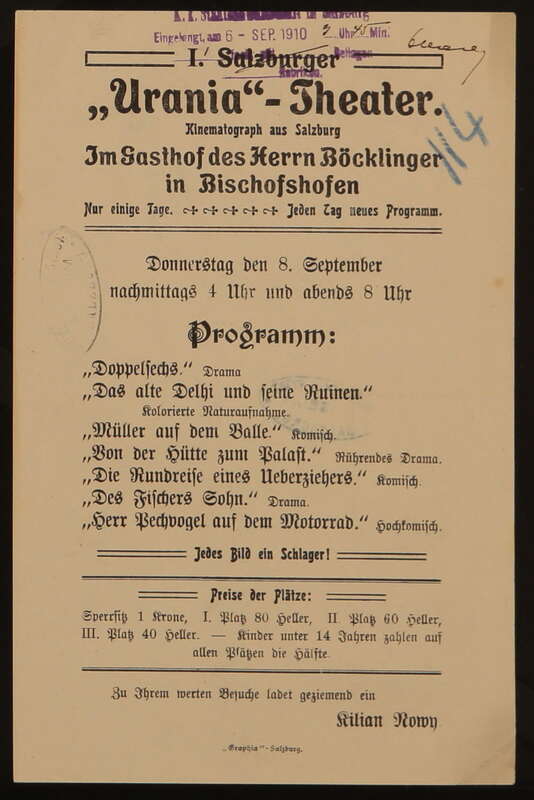 Eingelangt, am 6 - SEP. 1910 Uhr 45 Min.
Beilagen
I. Salzburger
„Urania“-Theater.
114
Kinematograph aus Salzburg
Im Gasthof des Herrn Böcklinger
in Bischofshofen
Nur einige Tage. Jeden Tag neues Programm.
Donnerstag den 8. September
nachmittags 4 Uhr und abends 8 Uhr
Programm:
„Doppelsechs.“ Drama
„Das alte Delhi und seine Ruinen.“
Kolorierte Naturaufnahme.
„Müller auf dem Balle.“ Komisch.
„Von der Hütte zum Palast.“ Rührendes Drama.
„Die Rundreise eines Ueberziehers.“ Komisch.
„Des Fischers Sohn.“ Drama.
„Herr Pechvogel auf dem Motorrad.“ Hochkomisch.
Jedes Bild ein Schlager!
Preise der Plätze:
Sperrsitz 1 Krone, I. Platz 80 Heller, II. Platz 60 Heller,
III. Platz 40 Heller. — Kinder unter 14 Jahren zahlen auf
allen Plätzen die Hälfte.
Zu Ihrem werten Besuche ladet geziemend ein
Kilian Nowy
„Graphia“-Salzburg.